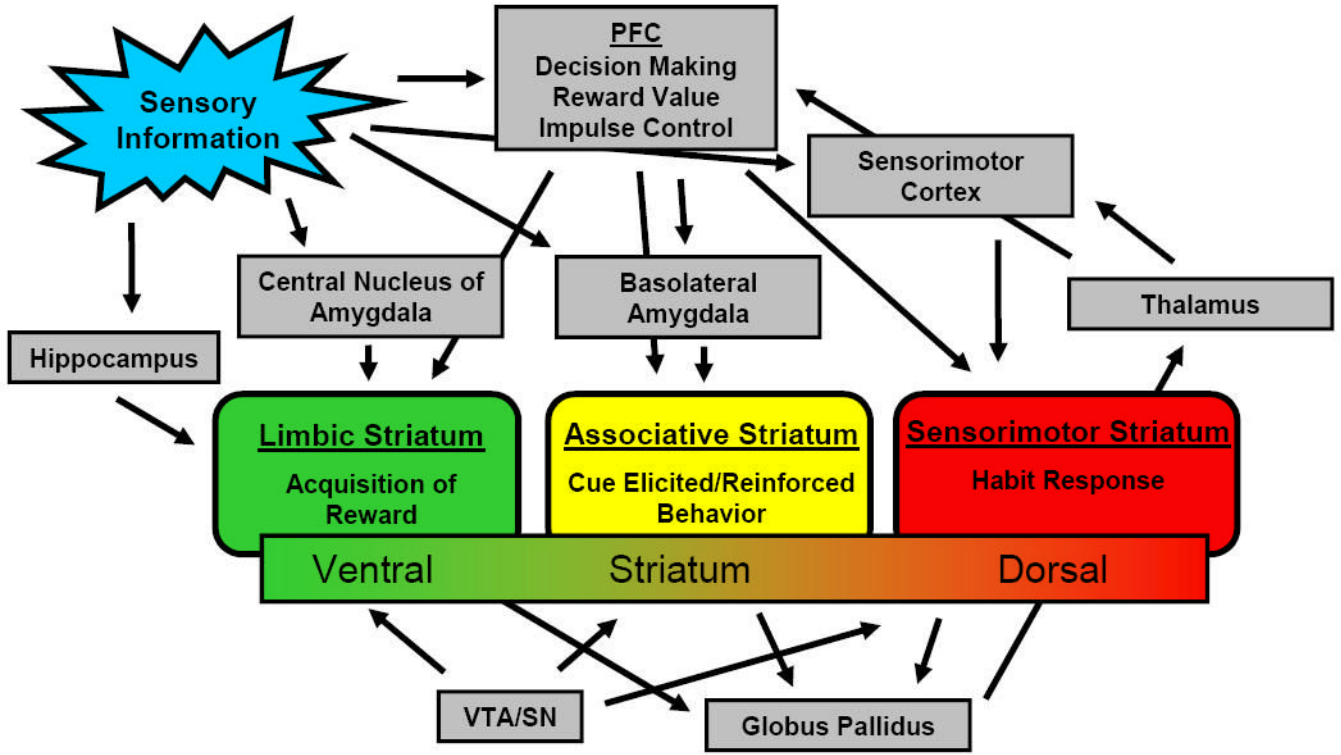 PFC
Decision Making
Reward Value
Impulse Control
Sensory
Information
Sensorimotor
Cortex
Central Nucleus of
Amygdala
Basolateral
Amygdala
Thalamus
Hippocampus
Limbic Striatum
Acquisition of
Reward
Associative Striatum
Cue Elicited/Reinforced
Behavior
Sensorimotor Striatum
Habit Response
Ventral Striatum Dorsal
VTA/SN
Globus Pallidus